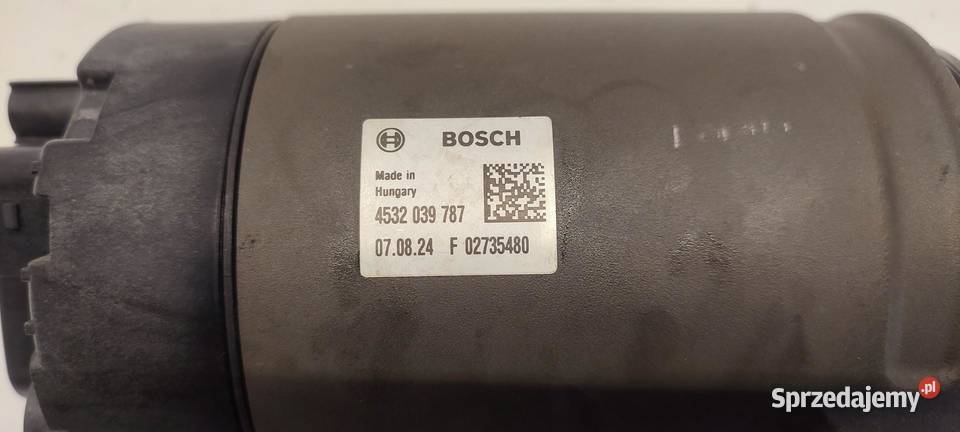 BOSCH
Made in
Hungary
4532 039 787
07.08.24 F 02735480
Sprzedajemy.pl